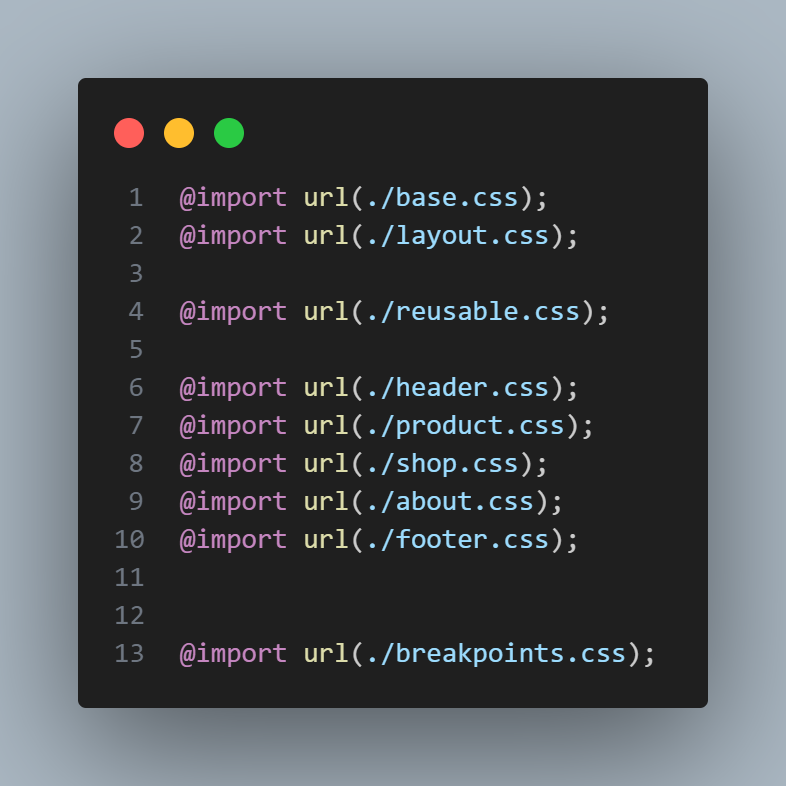 1 @import url(./base.css);
2 @import url(./layout.css);
3
4 @import url(./reusable.css);
5
6 @import url(./header.css);
7 @import url(./product.css);
8 @import url(./shop.css);
9 @import url(./about.css);
10 @import url(./footer.css);
11
12
13 @import url(./breakpoints.css);